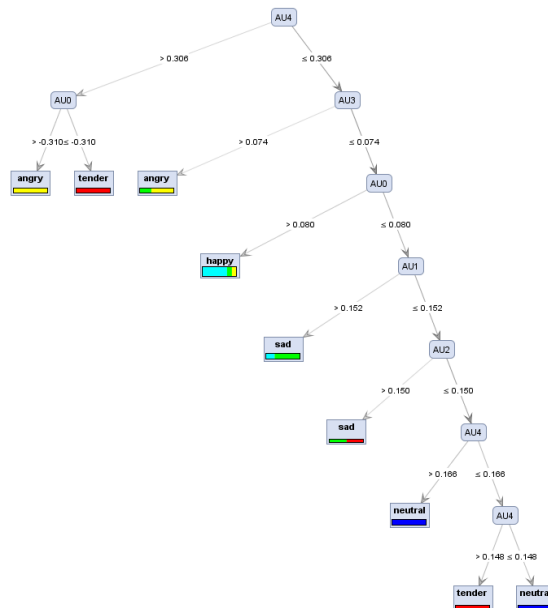 AU4
> 0.306 ≤ 0.306
AU0 AU3
> -0.310 ≤ -0.310 > 0.074 ≤ 0.074
angry tender angry AU0
> 0.080 ≤ 0.080
happy AU1
> 0.152 ≤ 0.152
sad AU2
> 0.150 ≤ 0.150
sad AU4
> 0.166 ≤ 0.166
neutral AU4
> 0.148 ≤ 0.148
tender neutra